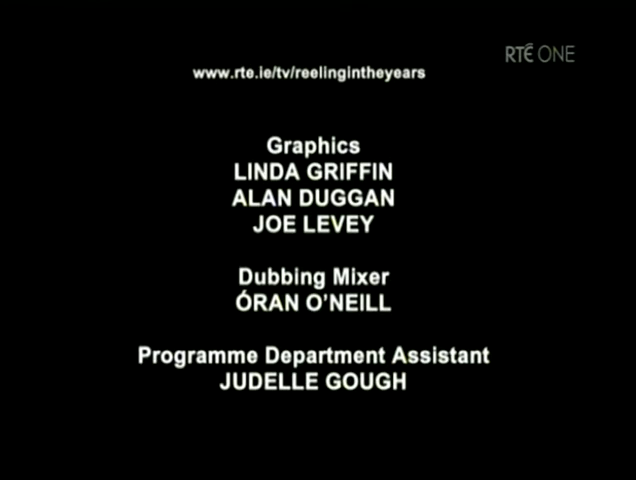 RTÉ ONE
www.rte.ie/tv/reelingintheyears
Graphics
LINDA GRIFFIN
ALAN DUGGAN
JOE LEVEY
Dubbing Mixer
ÓRAN O'NEILL
Programme Department Assistant
JUDELLE GOUGH